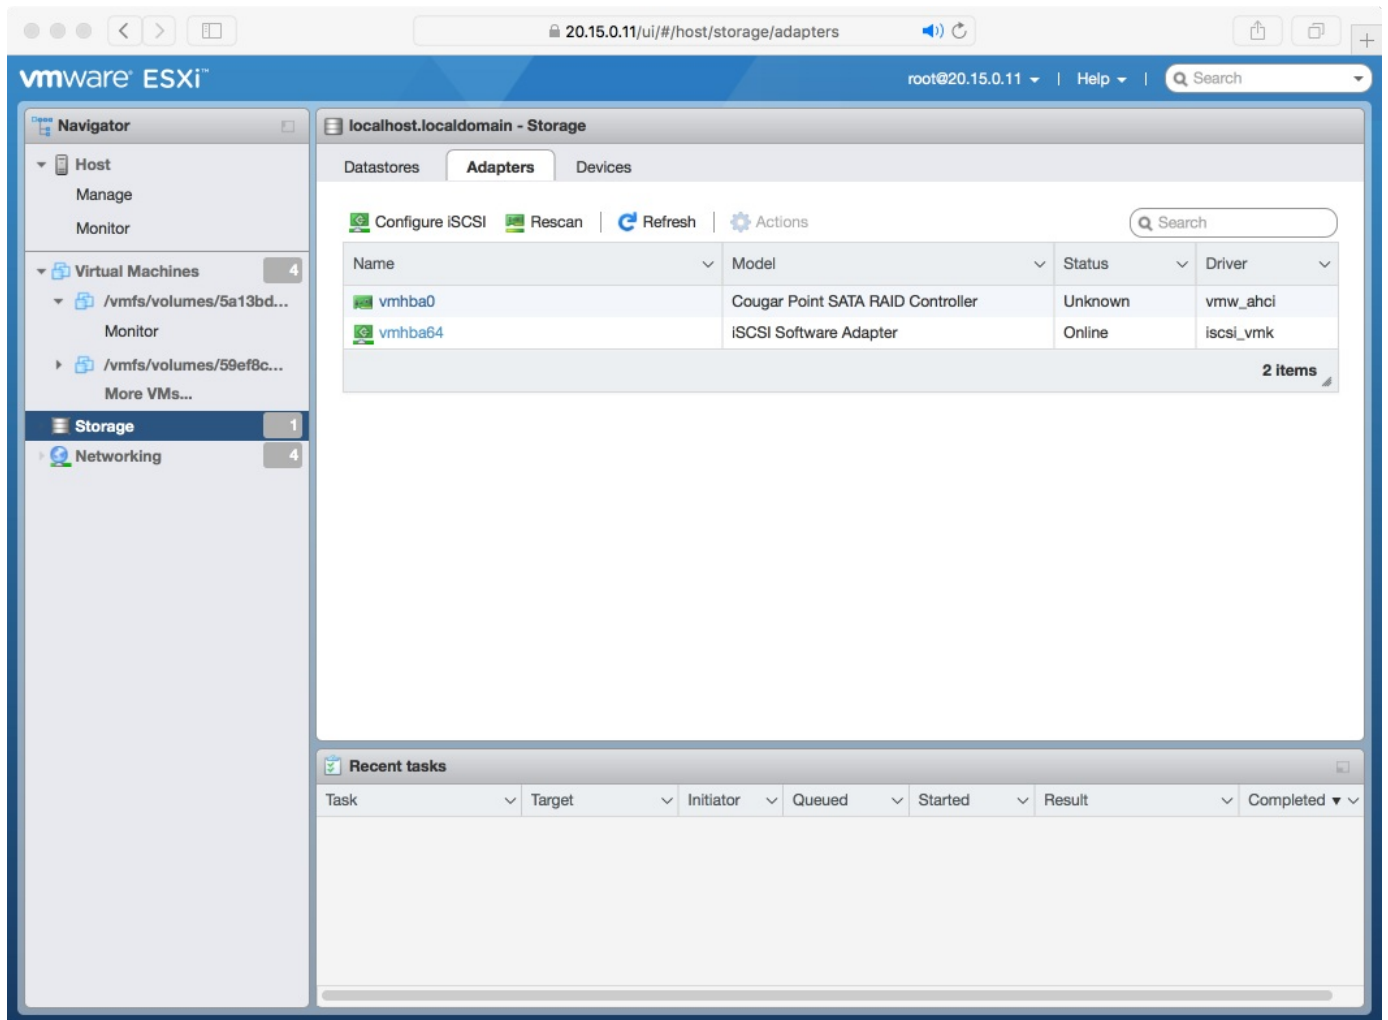 20.15.0.11/ui/#/host/storage/adapters
vmware ESXi™
root@20.15.0.11 | Help | Search
Navigator
Host
Manage
Monitor
Virtual Machines 4
/vmfs/volumes/5a13bd...
Monitor
/vmfs/volumes/59ef8c...
More VMs...
Storage 1
Networking 4
localhost.localdomain - Storage
Datastores Adapters Devices
Configure iSCSI Rescan | Refresh | Actions Search
Name Model Status Driver
vmhba0 Cougar Point SATA RAID Controller Unknown vmw_ahci
vmhba64 iSCSI Software Adapter Online iscsi_vmk
2 items
Recent tasks
Task Target Initiator Queued Started Result Completed